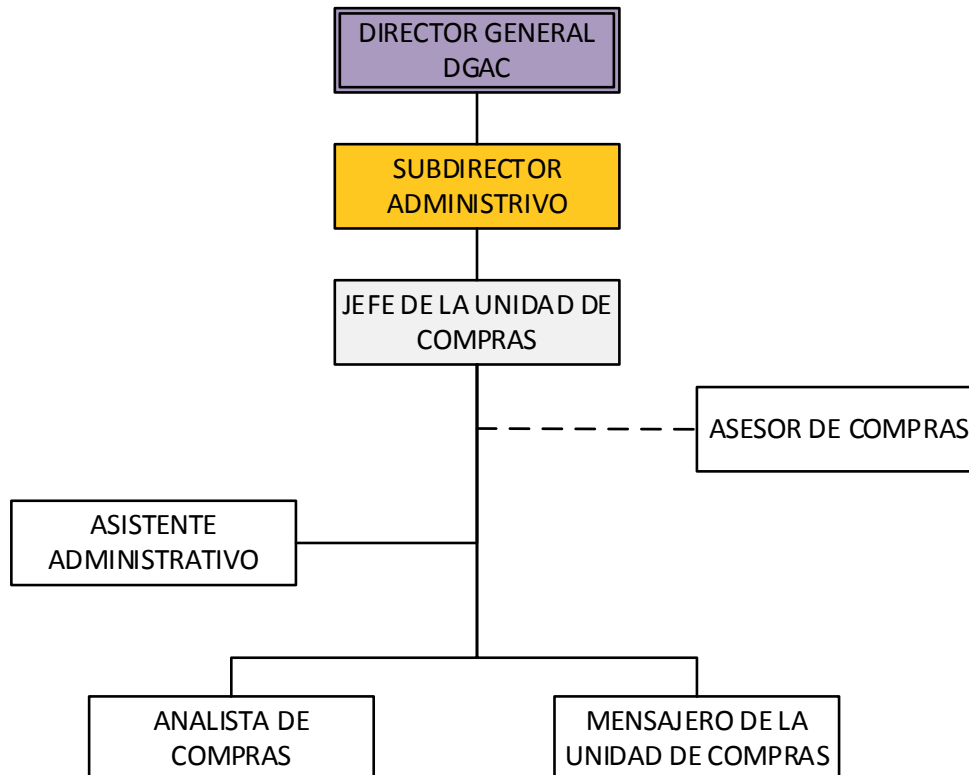 DIRECTOR GENERAL
DGAC
SUBDIRECTOR
ADMINISTRIVO
JEFE DE LA UNIDAD DE
COMPRAS
ASESOR DE COMPRAS
ASISTENTE
ADMINISTRATIVO
ANALISTA DE
COMPRAS
MENSAJERO DE LA
UNIDAD DE COMPRAS